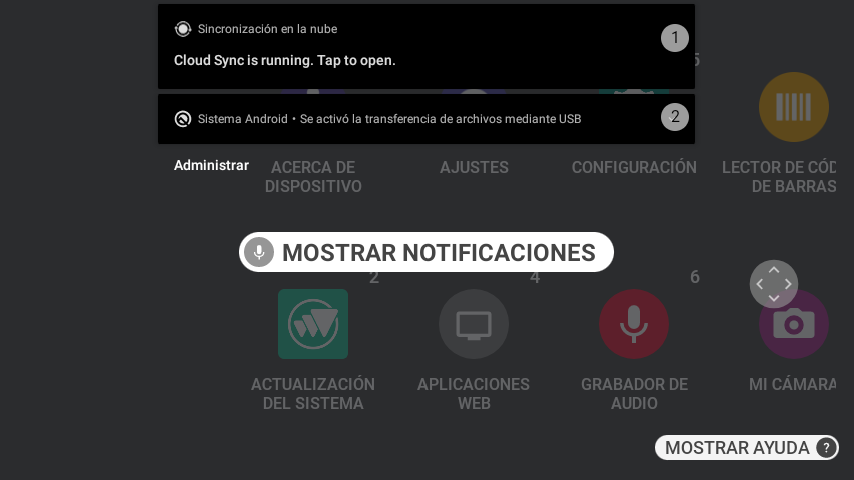 Sincronización en la nube
1
Cloud Sync is running. Tap to open.
5
Sistema Android • Se activó la transferencia de archivos mediante USB
2
Administrar
ACERCA DE
DISPOSITIVO
AJUSTES
CONFIGURACIÓN
LECTOR DE CÓD
DE BARRAS
MOSTRAR NOTIFICACIONES
2
4
6
ACTUALIZACIÓN
DEL SISTEMA
APLICACIONES
WEB
GRABADOR DE
AUDIO
MI CÁMARA
MOSTRAR AYUDA ?